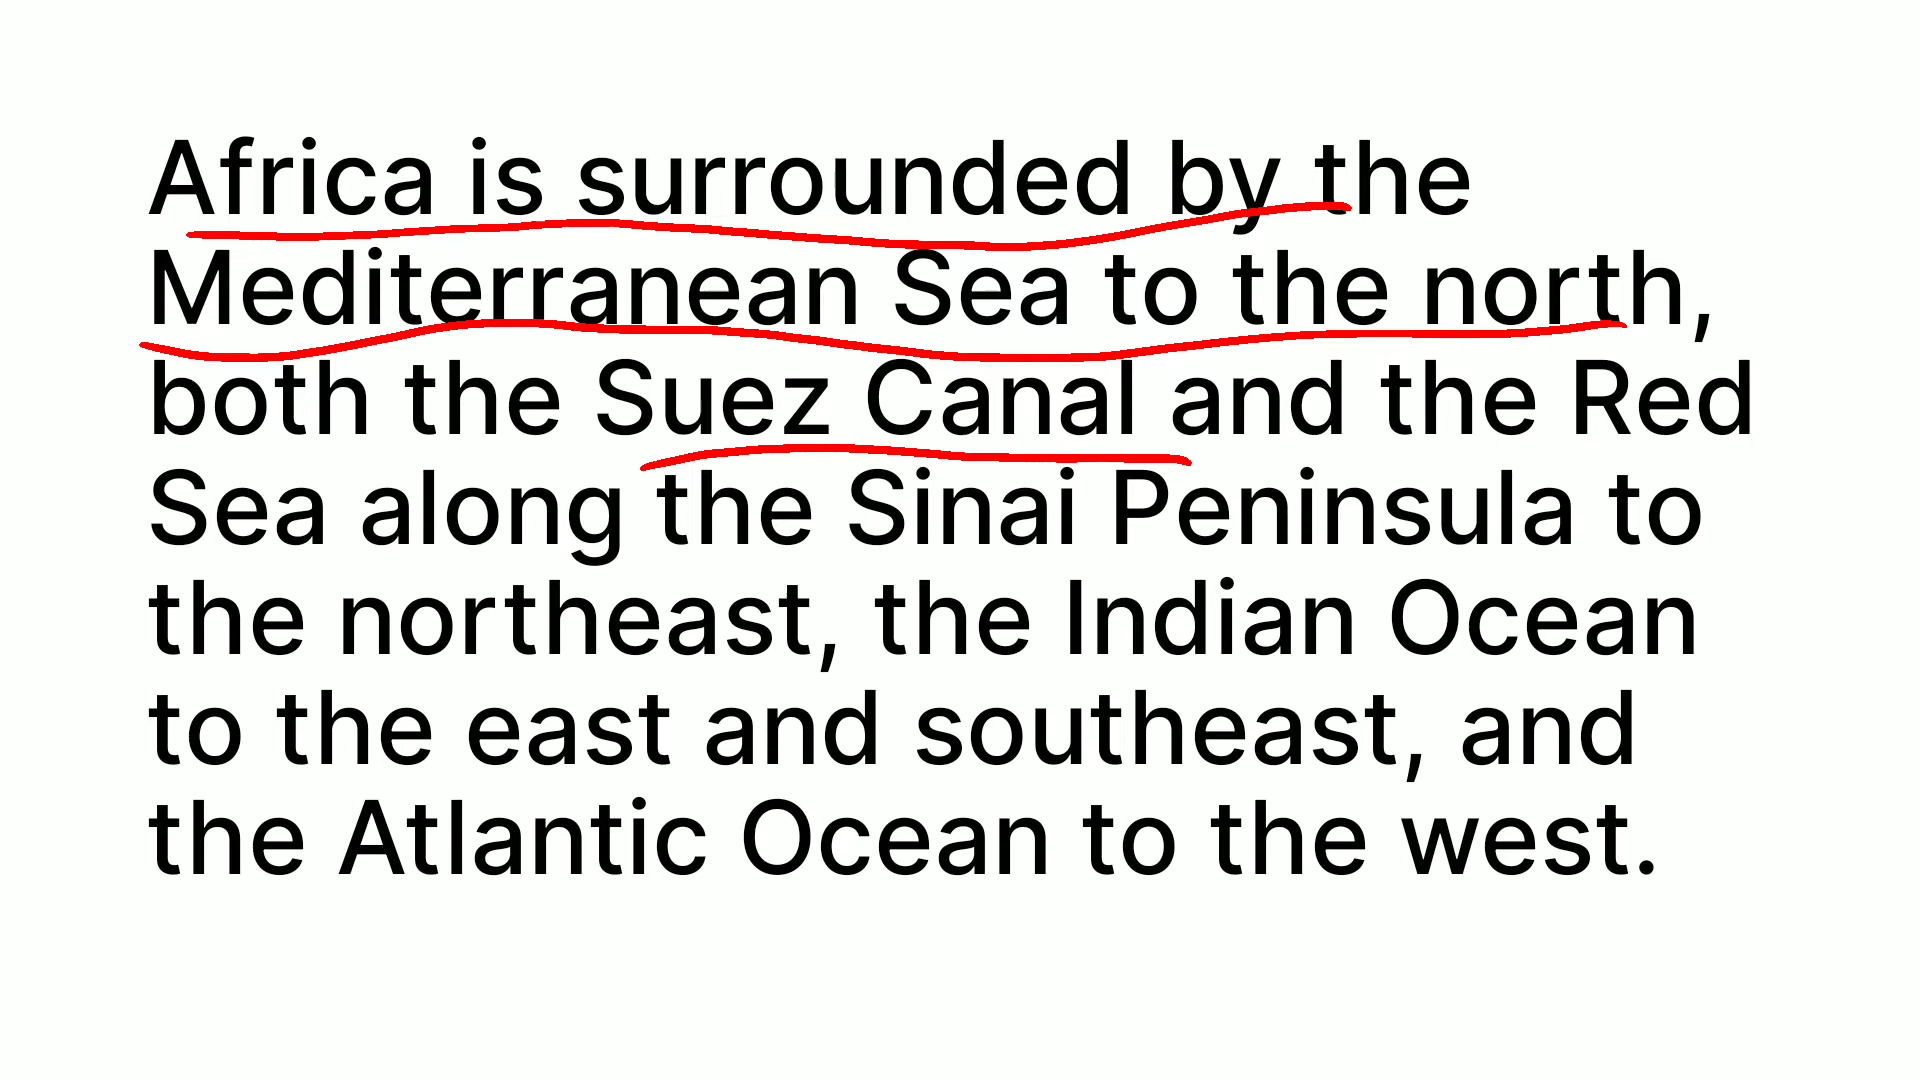 Africa is surrounded by the
Mediterranean Sea to the north,
both the Suez Canal and the Red
Sea along the Sinai Peninsula to
the northeast, the Indian Ocean
to the east and southeast, and
the Atlantic Ocean to the west.